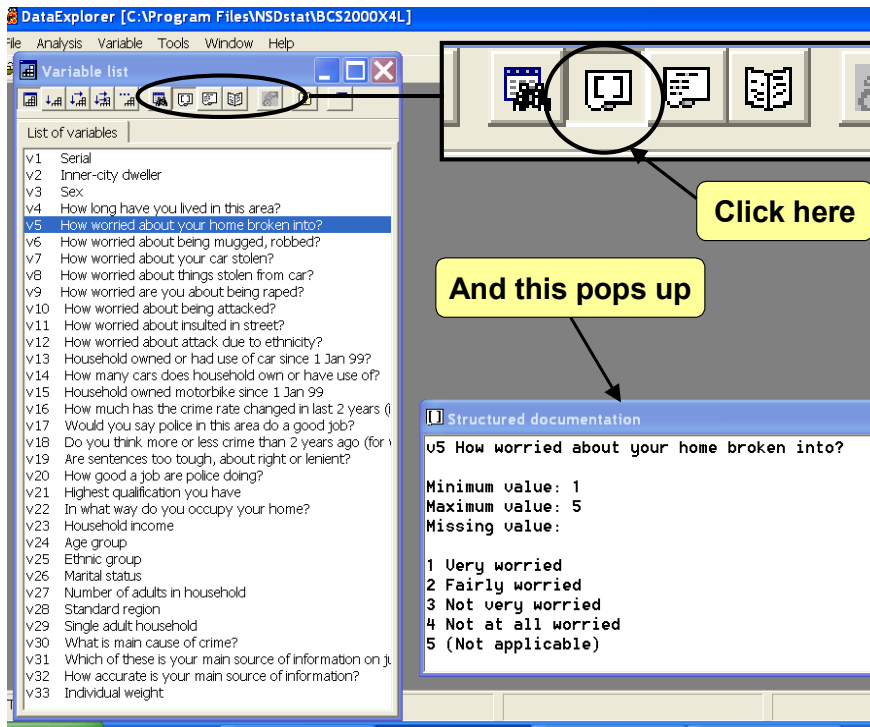 DataExplorer [C:\Program Files\NSDstat\BCS2000X4L]
File Analysis Variable Tools Window Help
Variable list
List of variables
v1 Serial
v2 Inner-city dweller
v3 Sex
v4 How long have you lived in this area?
v5 How worried about your home broken into?
v6 How worried about being mugged, robbed?
v7 How worried about your car stolen?
v8 How worried about things stolen from car?
v9 How worried are you about being raped?
v10 How worried about being attacked?
v11 How worried about insulted in street?
v12 How worried about attack due to ethnicity?
v13 Household owned or had use of car since 1 Jan 99?
v14 How many cars does household own or have use of?
v15 Household owned motorbike since 1 Jan 99
v16 How much has the crime rate changed in last 2 years (i
v17 Would you say police in this area do a good job?
v18 Do you think more or less crime than 2 years ago (for
v19 Are sentences too tough, about right or lenient?
v20 How good a job are police doing?
v21 Highest qualification you have
v22 In what way do you occupy your home?
v23 Household income
v24 Age group
v25 Ethnic group
v26 Marital status
v27 Number of adults in household
v28 Standard region
v29 Single adult household
v30 What is main cause of crime?
v31 Which of these is your main source of information on
v32 How accurate is your main source of information?
v33 Individual weight
Click here
And this pops up
Structured documentation
v5 How worried about your home broken into?
Minimum value: 1
Maximum value: 5
Missing value:
1 Very worried
2 Fairly worried
3 Not very worried
4 Not at all worried
5 (Not applicable)